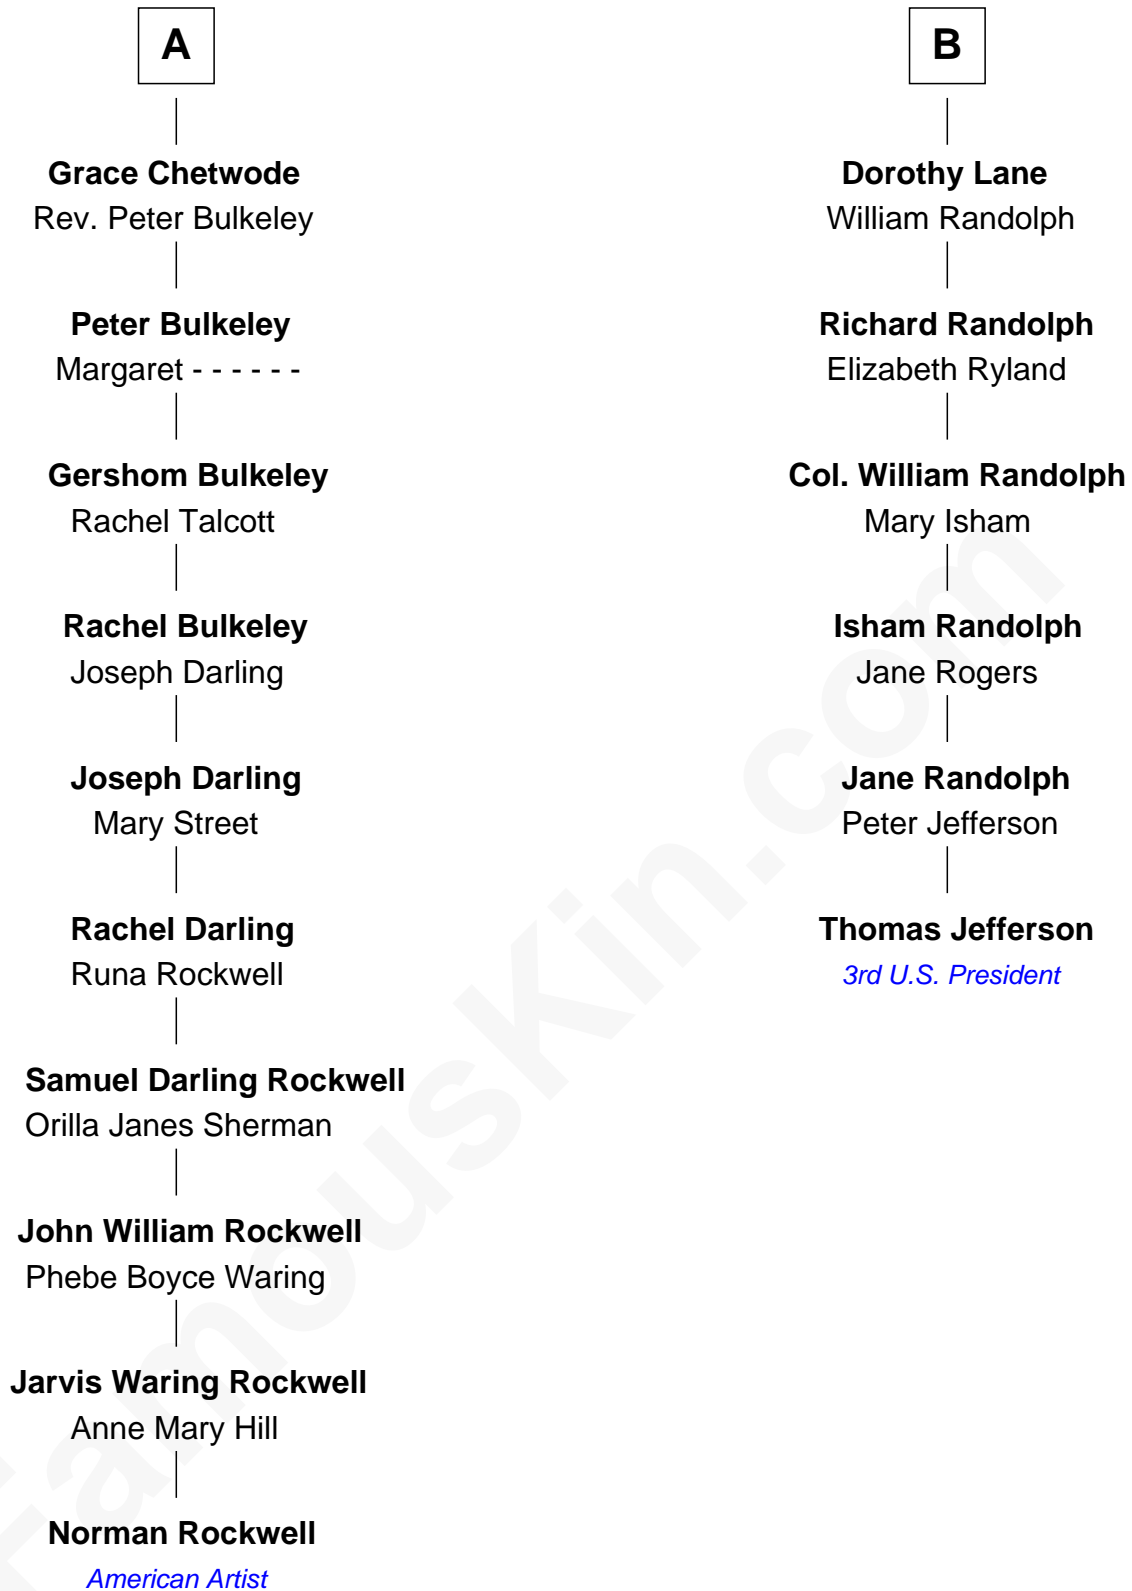 A
Grace Chetwode
Rev. Peter Bulkeley
Peter Bulkeley
Margaret - - - - - -
Gershom Bulkeley
Rachel Talcott
Rachel Bulkeley
Joseph Darling
Joseph Darling
Mary Street
Rachel Darling
Runa Rockwell
Samuel Darling Rockwell
Orilla Janes Sherman
John William Rockwell
Phebe Boyce Waring
Jarvis Waring Rockwell
Anne Mary Hill
Norman Rockwell
American Artist
B
Dorothy Lane
William Randolph
Richard Randolph
Elizabeth Ryland
Col. William Randolph
Mary Isham
Isham Randolph
Jane Rogers
Jane Randolph
Peter Jefferson
Thomas Jefferson
3rd U.S. President
FamousKin.com